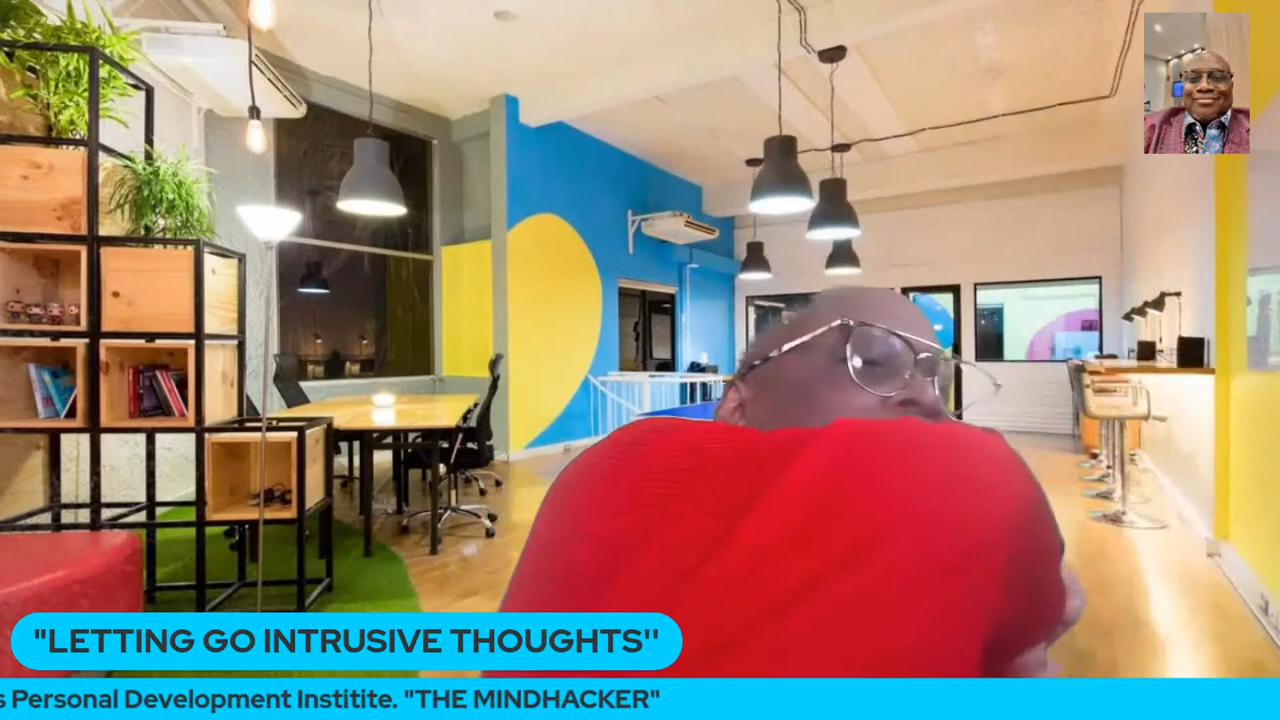 "LETTING GO INTRUSIVE THOUGHTS''
s Personal Development Institite. "THE MINDHACKER"